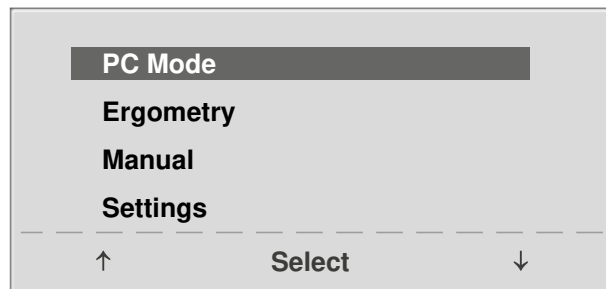 PC Mode
Ergometry
Manual
Settings
↑ Select ↓